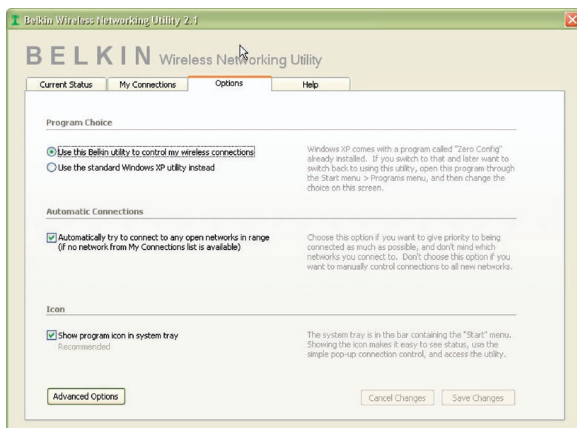 Belkin Wireless Networking Utility 2.1
BELKIN Wireless Networking Utility
Current Status My Connections Options Help
Program Choice
Use this Belkin utility to control my wireless connections
Use the standard Windows XP utility instead
Windows XP comes with a program called "Zero Config"
already installed. If you switch to that and later want to
switch back to using this utility, open this program through
the Start menu > Programs menu, and then change the
choice on this screen.
Automatic Connections
Automatically try to connect to any open networks in range
(if no network from My Connections list is available)
Choose this option if you want to give priority to being
connected as much as possible, and don't mind which
networks you connect to. Don't choose this option if you
want to manually control connections to all new networks.
Icon
Show program icon in system tray
Recommended
The system tray is in the bar containing the "Start" menu.
Showing the icon makes it easy to see status, use the
simple pop-up connection control, and access the utility.
Advanced Options
Cancel Changes Save Changes